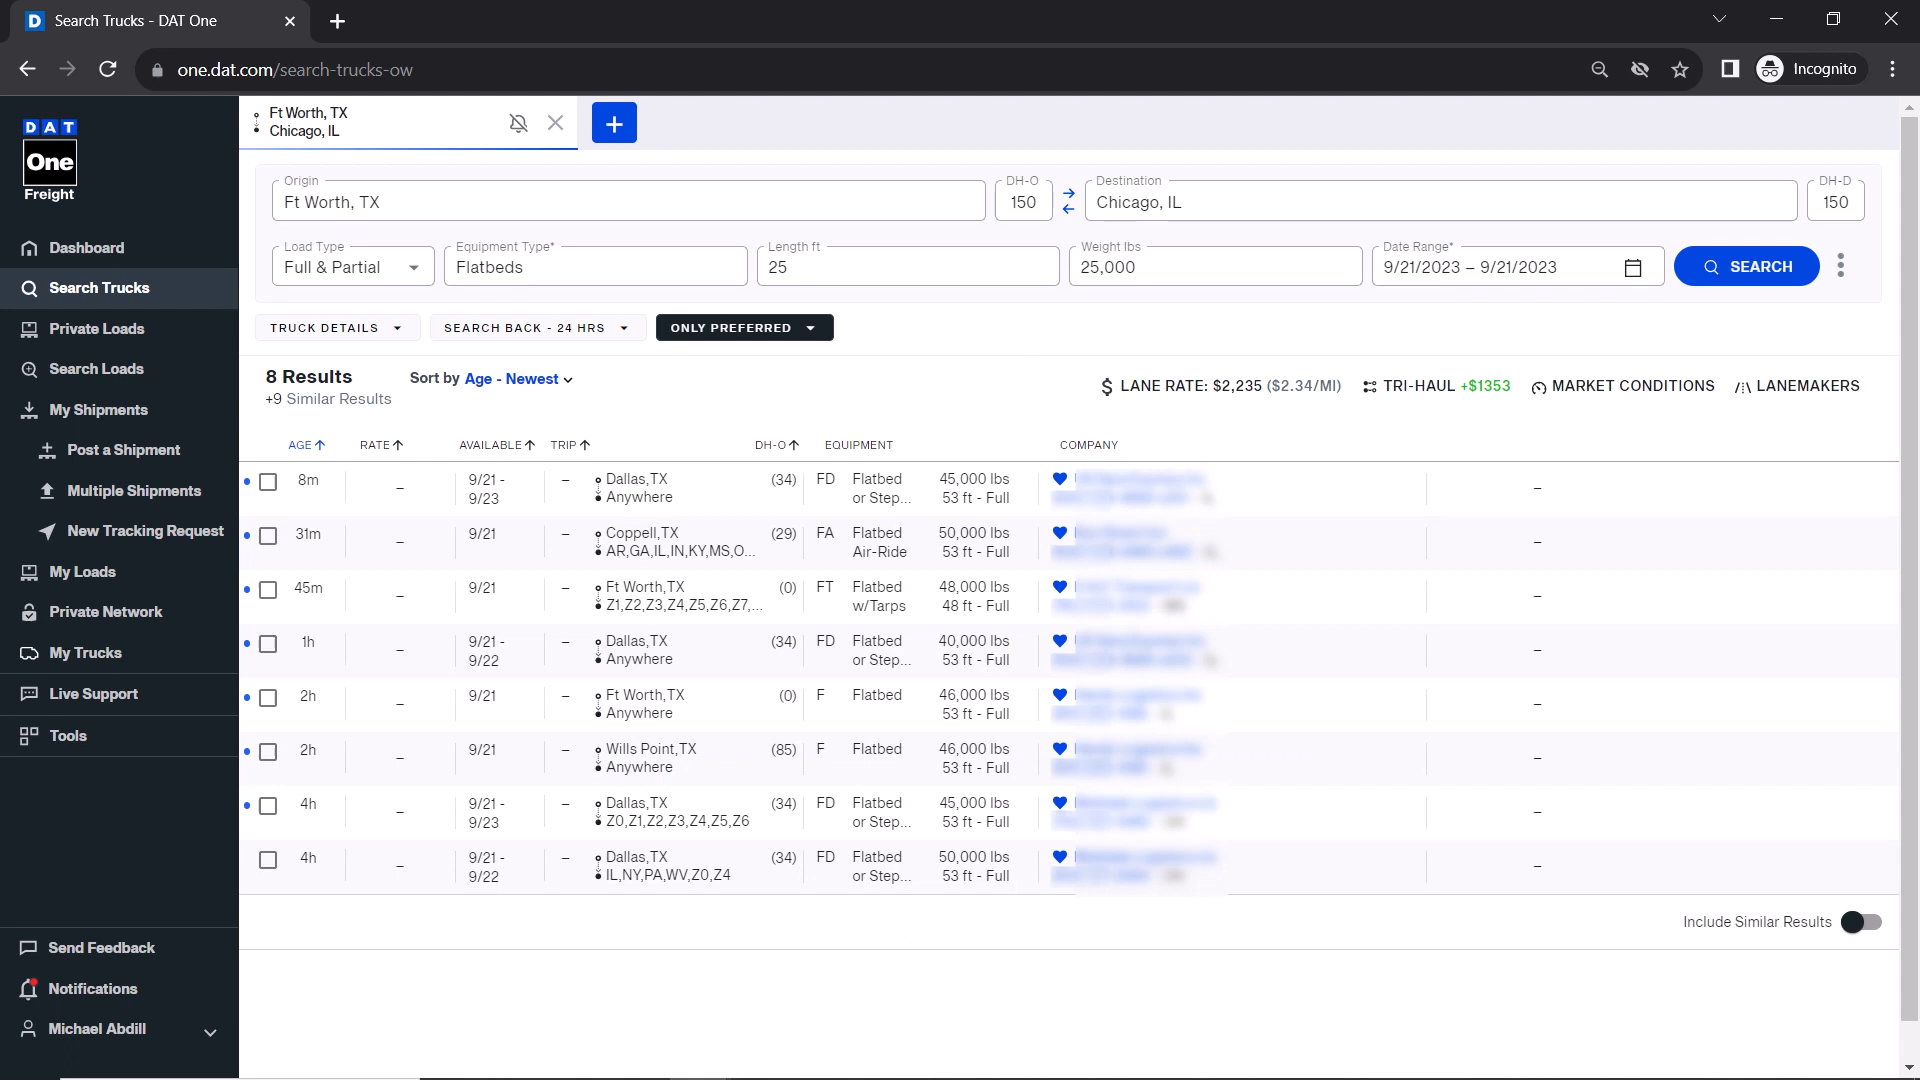 Search Trucks - DAT One
one.dat.com/search-trucks-ow
Incognito
DAT
One
Freight
Dashboard
Search Trucks
Private Loads
Search Loads
My Shipments
Post a Shipment
Multiple Shipments
New Tracking Request
My Loads
Private Network
My Trucks
Live Support
Tools
Send Feedback
Notifications
Michael Abdill
Ft Worth, TX
Chicago, IL
Origin
Ft Worth, TX
DH-O
150
Destination
Chicago, IL
DH-D
150
Load Type
Full & Partial
Equipment Type*
Flatbeds
Length ft
25
Weight lbs
25,000
Date Range*
9/21/2023 – 9/21/2023
SEARCH
TRUCK DETAILS
SEARCH BACK - 24 HRS
ONLY PREFERRED
8 Results
+9 Similar Results
Sort by Age - Newest
LANE RATE: $2,235 ($2.34/MI)
TRI-HAUL +$1353
MARKET CONDITIONS
LANEMAKERS
AGE RATE AVAILABLE TRIP DH-O EQUIPMENT COMPANY
8m – 9/21 - – Dallas,TX (34) FD Flatbed 45,000 lbs –
9/23 Anywhere or Step... 53 ft - Full
31m – 9/21 – Coppell,TX (29) FA Flatbed 50,000 lbs –
AR,GA,IL,IN,KY,MS,O... Air-Ride 53 ft - Full
45m – 9/21 – Ft Worth,TX (0) FT Flatbed 48,000 lbs –
Z1,Z2,Z3,Z4,Z5,Z6,Z7,... w/Tarps 48 ft - Full
1h – 9/21 - – Dallas,TX (34) FD Flatbed 40,000 lbs –
9/22 Anywhere or Step... 53 ft - Full
2h – 9/21 – Ft Worth,TX (0) F Flatbed 46,000 lbs –
Anywhere 53 ft - Full
2h – 9/21 – Wills Point,TX (85) F Flatbed 46,000 lbs –
Anywhere 53 ft - Full
4h – 9/21 - – Dallas,TX (34) FD Flatbed 45,000 lbs –
9/23 Z0,Z1,Z2,Z3,Z4,Z5,Z6 or Step... 53 ft - Full
4h – 9/21 - – Dallas,TX (34) FD Flatbed 50,000 lbs –
9/22 IL,NY,PA,WV,Z0,Z4 or Step... 53 ft - Full
Include Similar Results